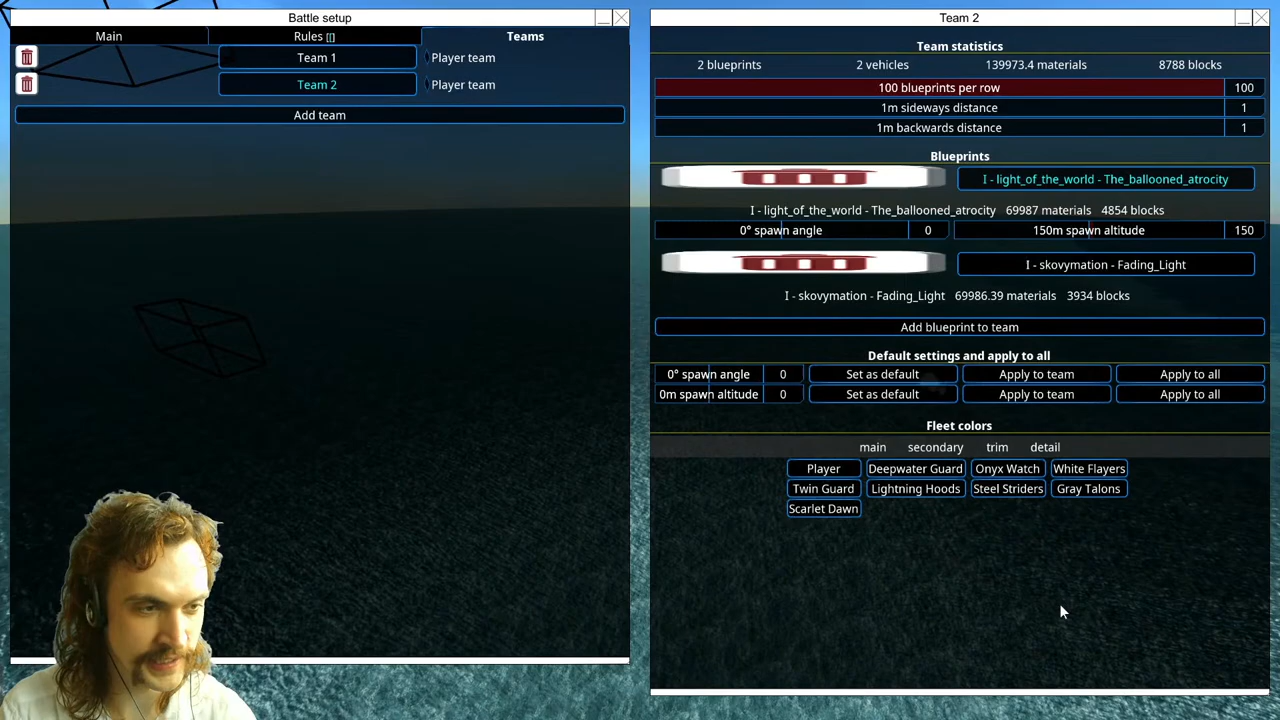 Battle setup
Main
Rules []
Teams
Team 1
Player team
Team 2
Player team
Add team
Team 2
Team statistics
2 blueprints 2 vehicles 139973.4 materials 8788 blocks
100 blueprints per row 100
1m sideways distance 1
1m backwards distance 1
Blueprints
I - light_of_the_world - The_ballooned_atrocity
I - light_of_the_world - The_ballooned_atrocity 69987 materials 4854 blocks
0° spawn angle 0 150m spawn altitude 150
I - skovymation - Fading_Light
I - skovymation - Fading_Light 69986.39 materials 3934 blocks
Add blueprint to team
Default settings and apply to all
0° spawn angle 0 Set as default Apply to team Apply to all
0m spawn altitude 0 Set as default Apply to team Apply to all
Fleet colors
main secondary trim detail
Player Deepwater Guard Onyx Watch White Flayers
Twin Guard Lightning Hoods Steel Striders Gray Talons
Scarlet Dawn